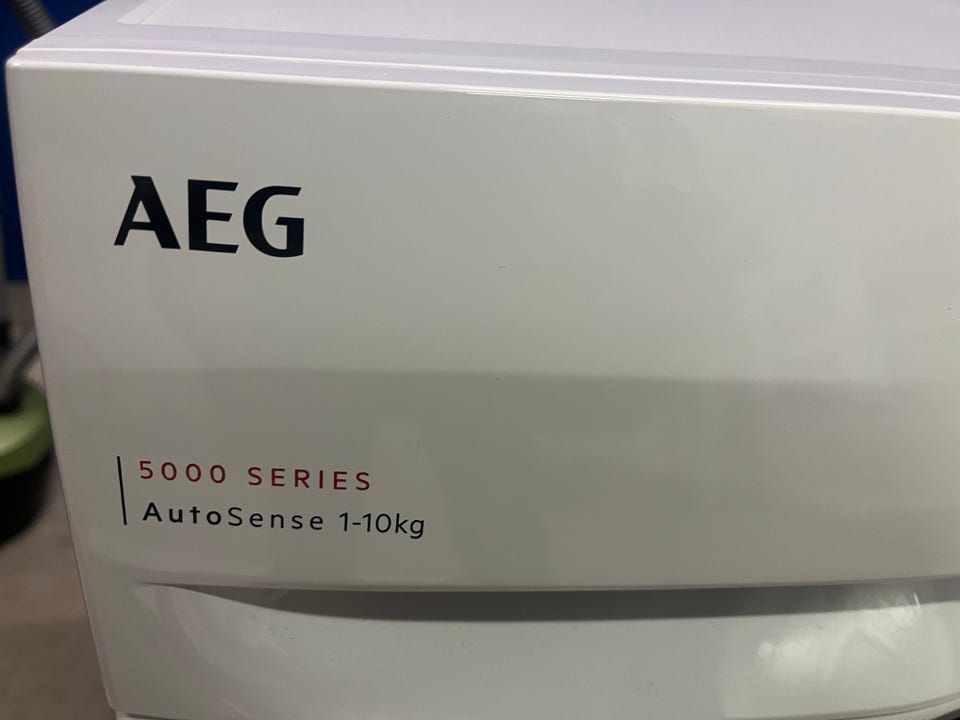 AEG
5000 SERIES
AutoSense 1-10kg